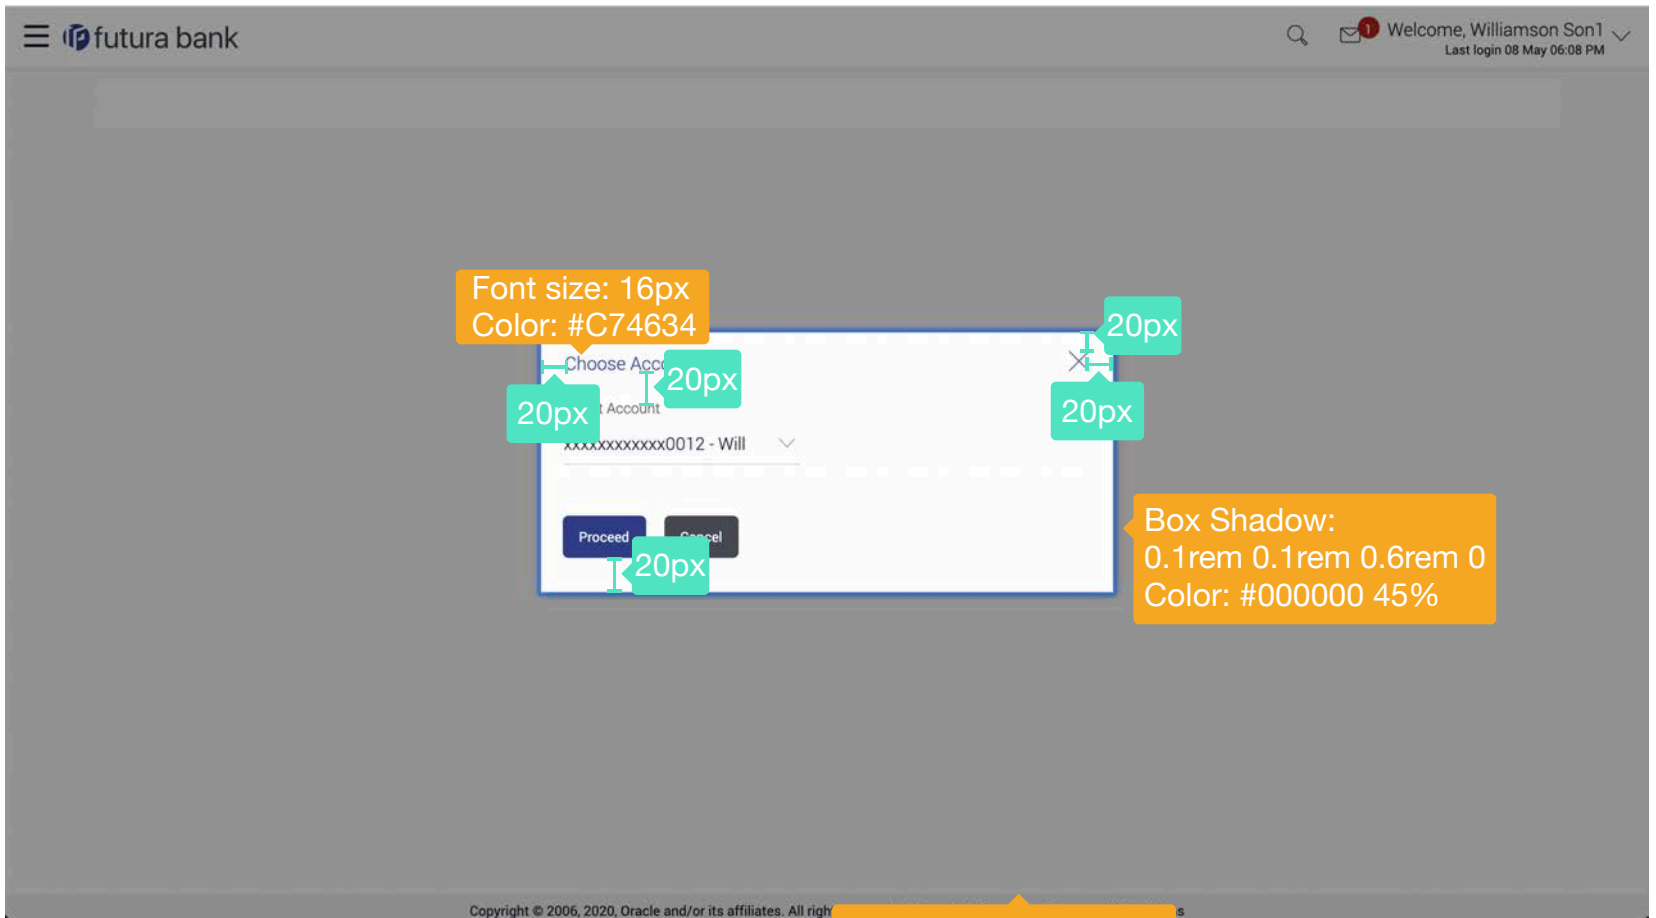 futura bank
1
Welcome, Williamson Son1
Last login 08 May 06:08 PM
Font size: 16px
Color: #C74634
20px
Choose Acc
20px
20px
20px
t Account
xxxxxxxxxxxx0012 - Will
Box Shadow:
0.1rem 0.1rem 0.6rem 0
Color: #000000 45%
Proceed
Cancel
20px
Copyright © 2006, 2020, Oracle and/or its affiliates. All righ